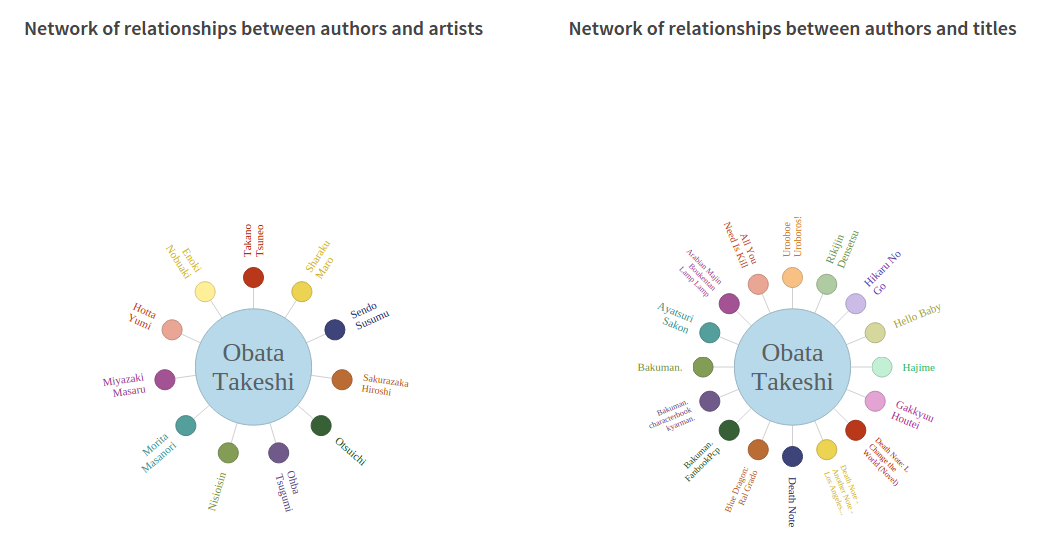 Network of relationships between authors and artists
Network of relationships between authors and titles
Obata
Takeshi
Takano
Tsuneo
Sharaku
Maro
Sendo
Susumu
Sakurazaka
Hiroshi
Otsuichi
Ohba
Tsugumi
Nisioisin
Morita
Masanori
Miyazaki
Masaru
Hotta
Yumi
Enoki
Nobuaki
Obata
Takeshi
Urooboe
Uroboros!
Rikijin
Densetsu
Hikaru No
Go
Hello Baby
Hajime
Gakkyuu
Houtei
Death Note: L
Change the
World (Novel)
Death Note -
Another Note -
Los Angeles...
Death Note
Blue Dragon:
Ral Grado
Bakuman.
FanbookPcp
Bakuman.
characterbook
kyarman.
Bakuman.
Ayatsuri
Sakon
Arabian Majin
Bouken­tan
Lamp Lamp
All You
Need Is Kill